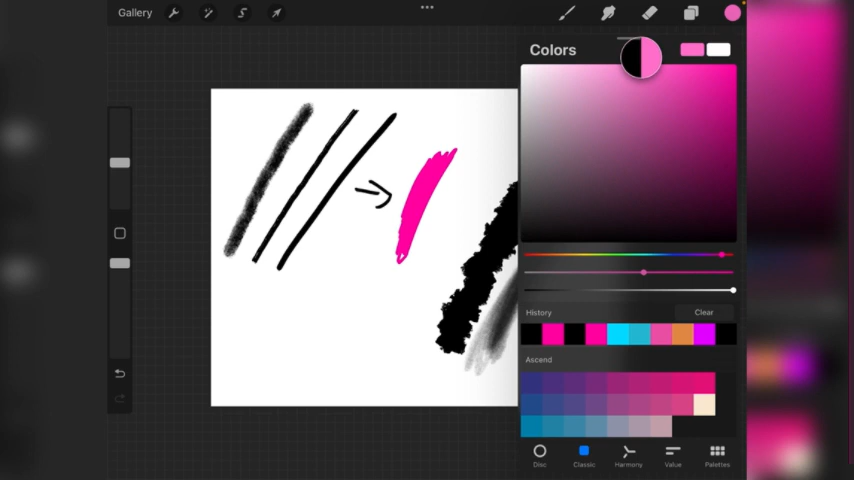 Gallery
Colors
History
Clear
Ascend
Disc
Classic
Harmony
Value
Palettes